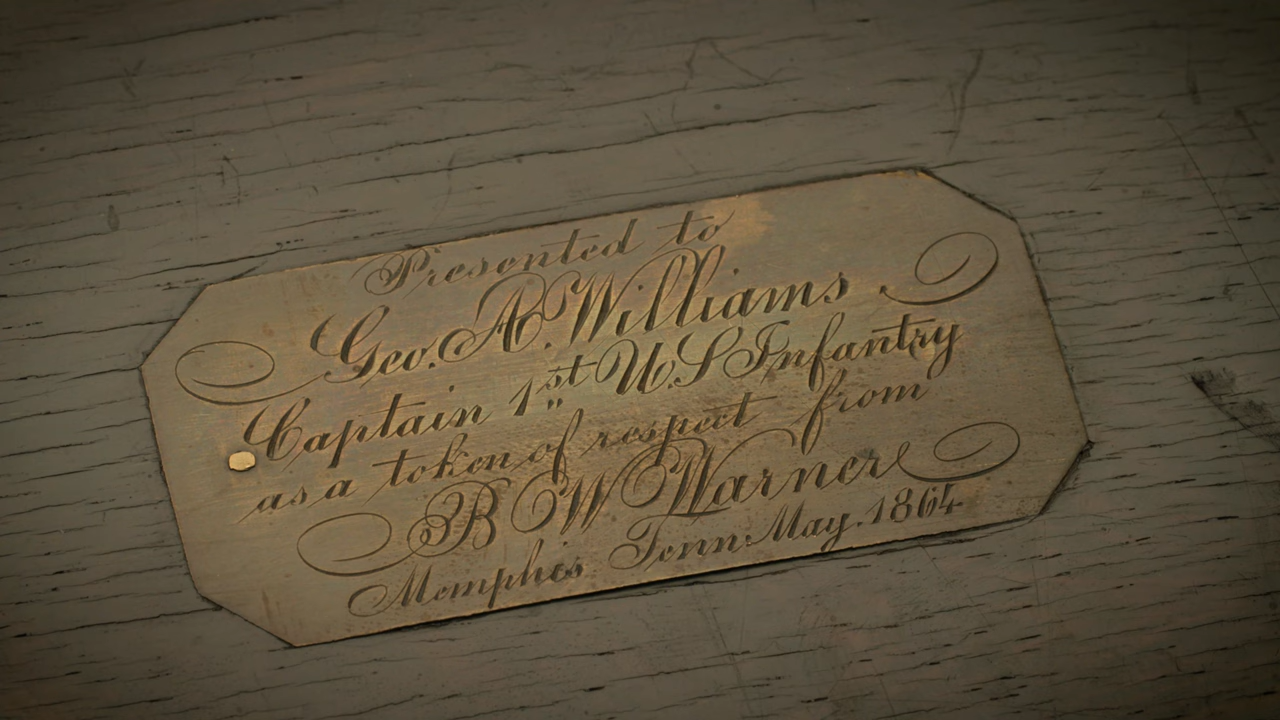 Presented to
Geo. A. Williams.
Captain 1st U.S Infantry
as a token of respect from
B W Warner
Memphis Tenn. May. 1864